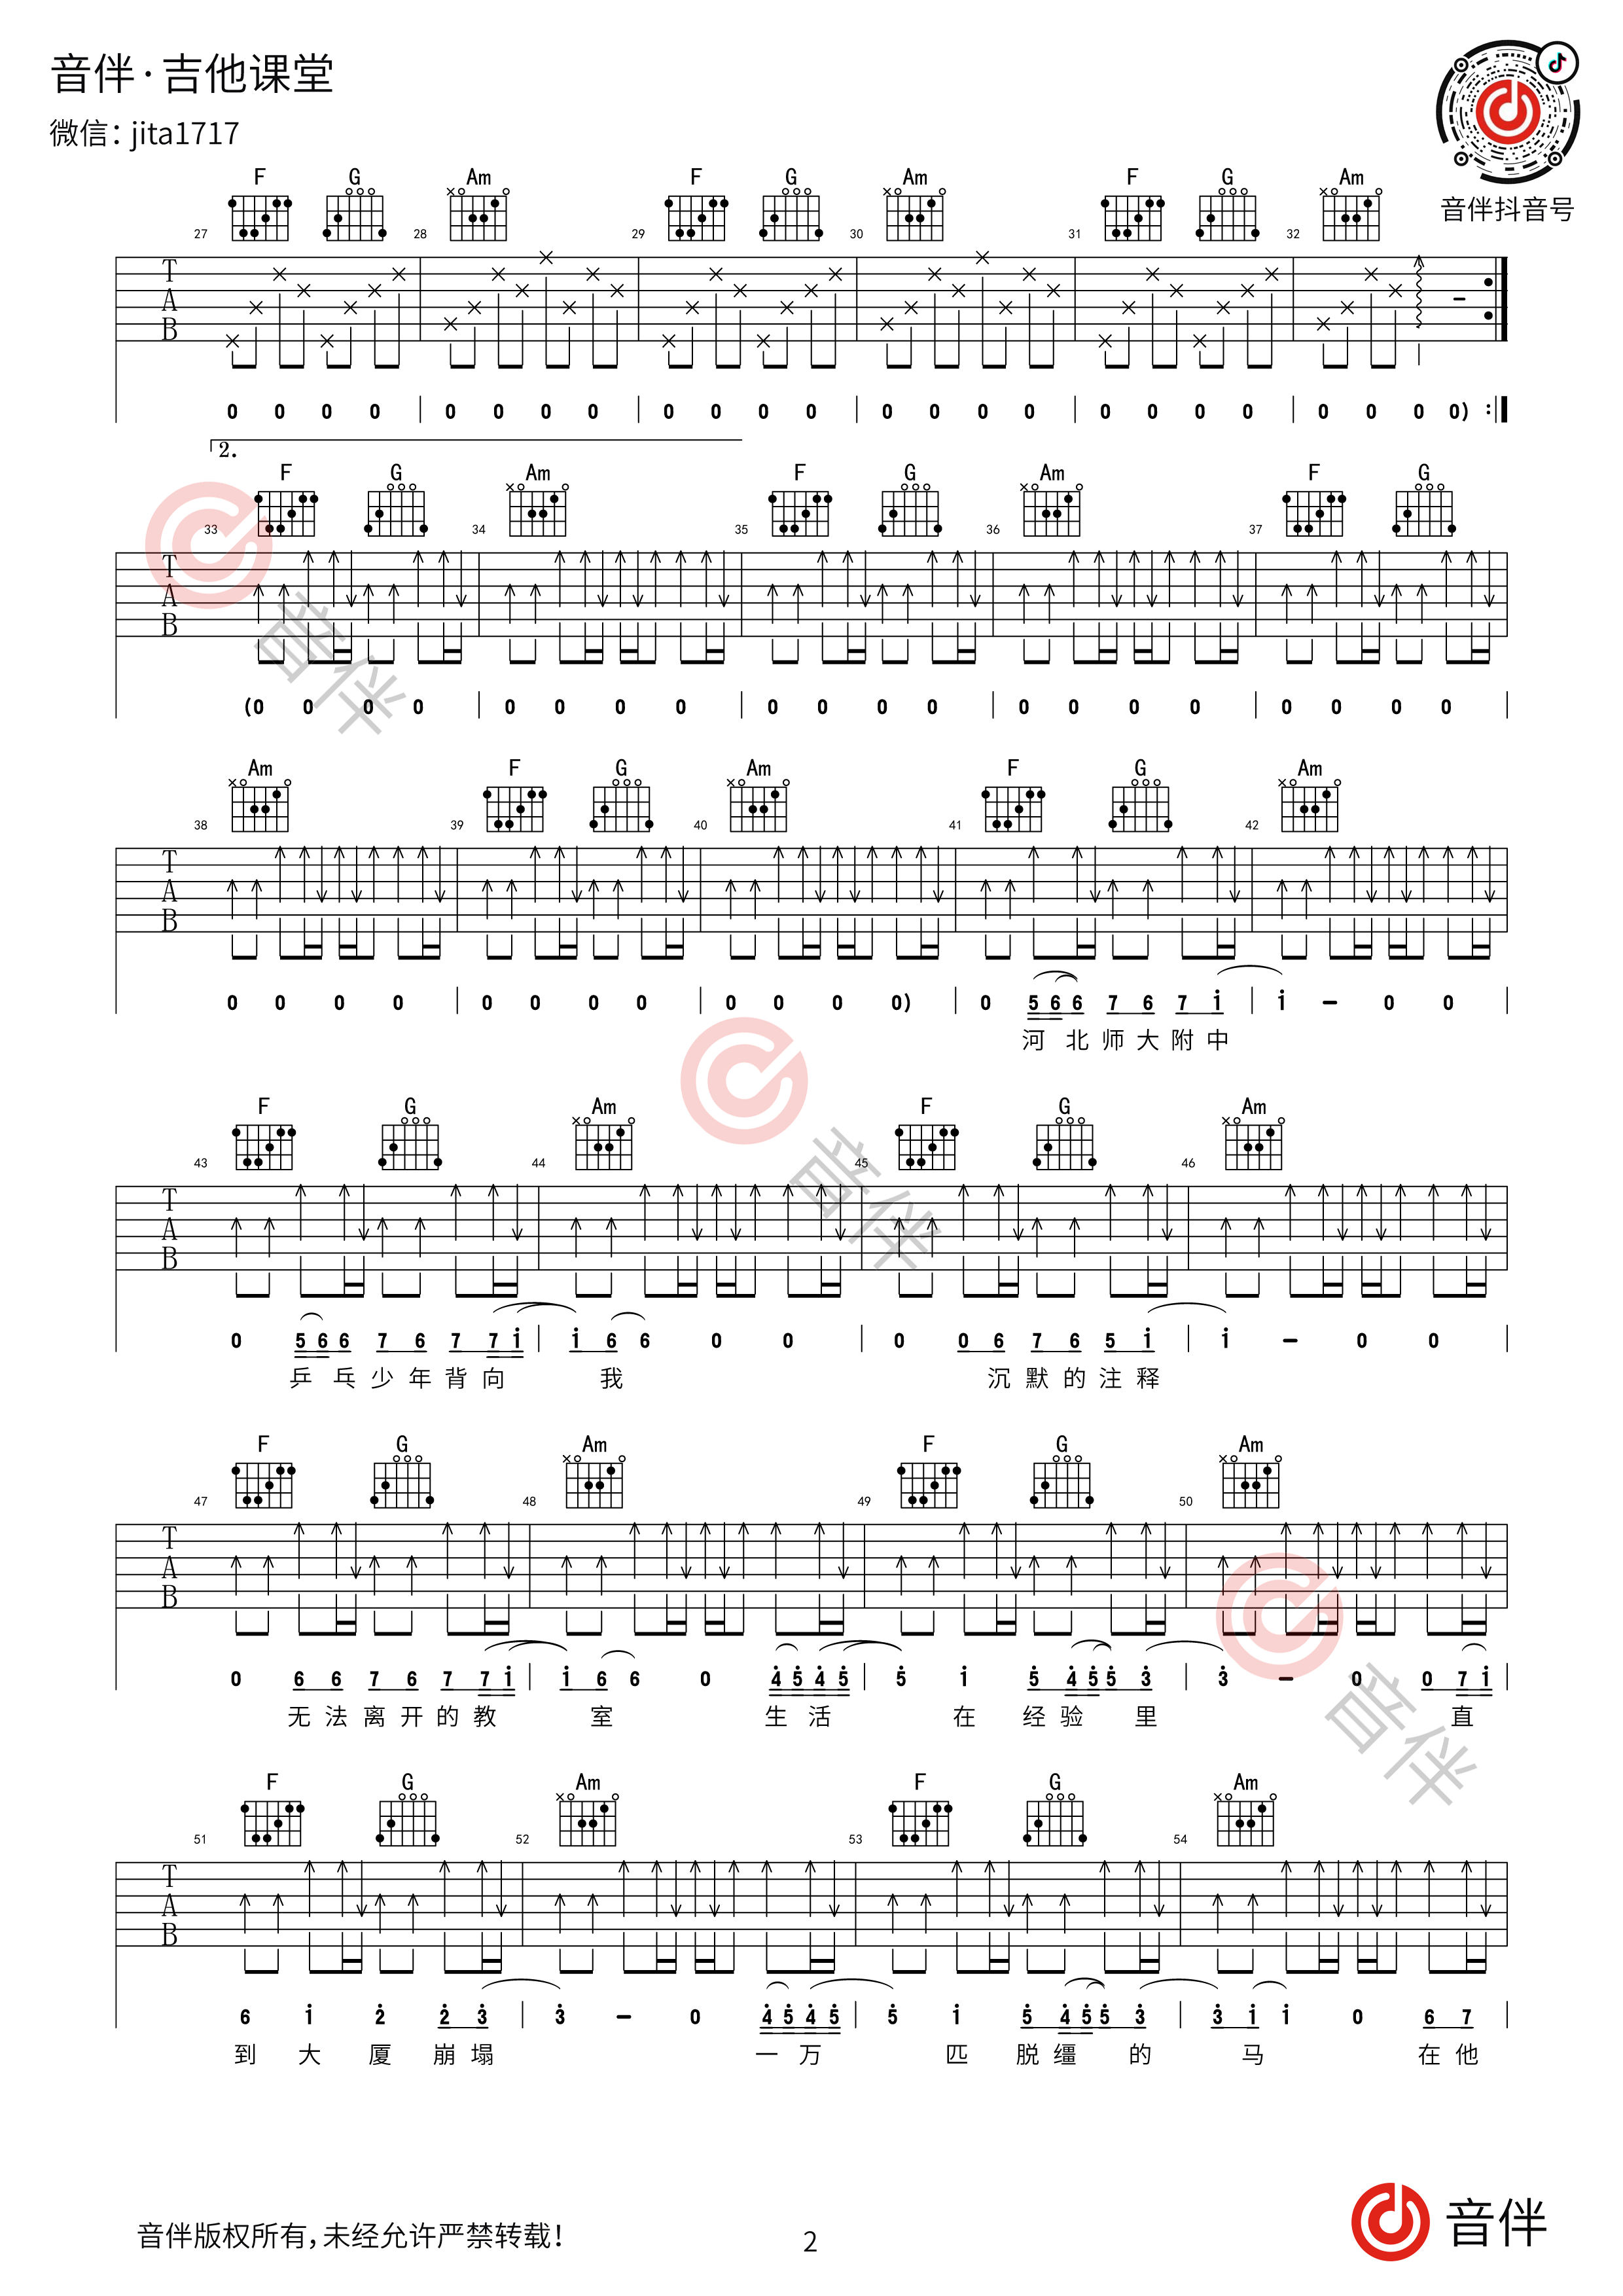 音伴·吉他课堂
微信：jita1717
音伴抖音号
F G Am F G Am F G Am
27 28 29 30 31 32
T
A
B
0 0 0 0 0 0 0 0 0 0 0 0 0 0 0 0 0 0 0 0 0 0 0 0)
2.
F G Am F G Am F G
33 34 35 36 37
T
A
B
(0 0 0 0 0 0 0 0 0 0 0 0 0 0 0 0 0 0 0 0
音伴
Am F G Am F G Am
38 39 40 41 42
T
A
B
0 0 0 0 0 0 0 0 0 0 0 0) 0 5 6 6 7 6 7 i i - 0 0
河 北 师 大 附 中
F G Am F G Am
43 44 45 46
音伴
T
A
B
0 5 6 6 7 6 7 7 i i 6 6 0 0 0 0 6 7 6 5 i i - 0 0
乒 乓 少 年 背 向 我 沉 默 的 注 释
F G Am F G Am
47 48 49 50
T
A
B
0 6 6 7 6 7 7 i i 6 6 0 4 5 4 5 5 i 5 4 5 5 3 3 - 0 0 7 i
无 法 离 开 的 教 室 生 活 在 经 验 里 直
音伴
F G Am F G Am
51 52 53 54
T
A
B
6 i 2 2 3 3 - 0 4 5 4 5 5 i 5 4 5 5 3 3 i i 0 6 7
到 大 厦 崩 塌 一 万 匹 脱 缰 的 马 在 他
音伴版权所有，未经允许严禁转载！
2
音伴